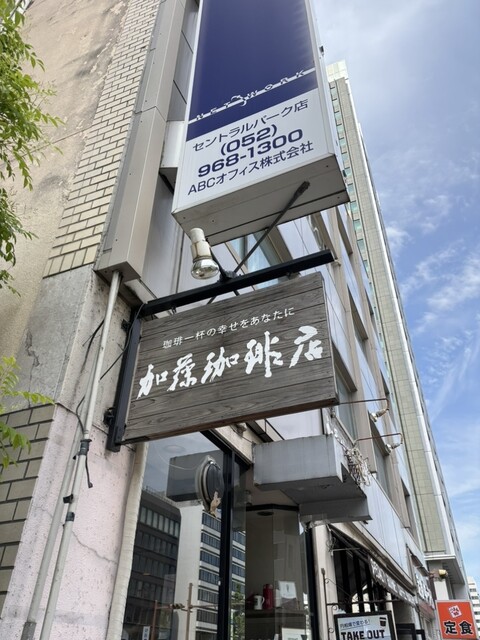 セントラルパーク店
(052)
968-1300
ABCオフィス株式会社
珈琲一杯の幸せをあなたに
加藤珈琲店
TAKE OUT
定食